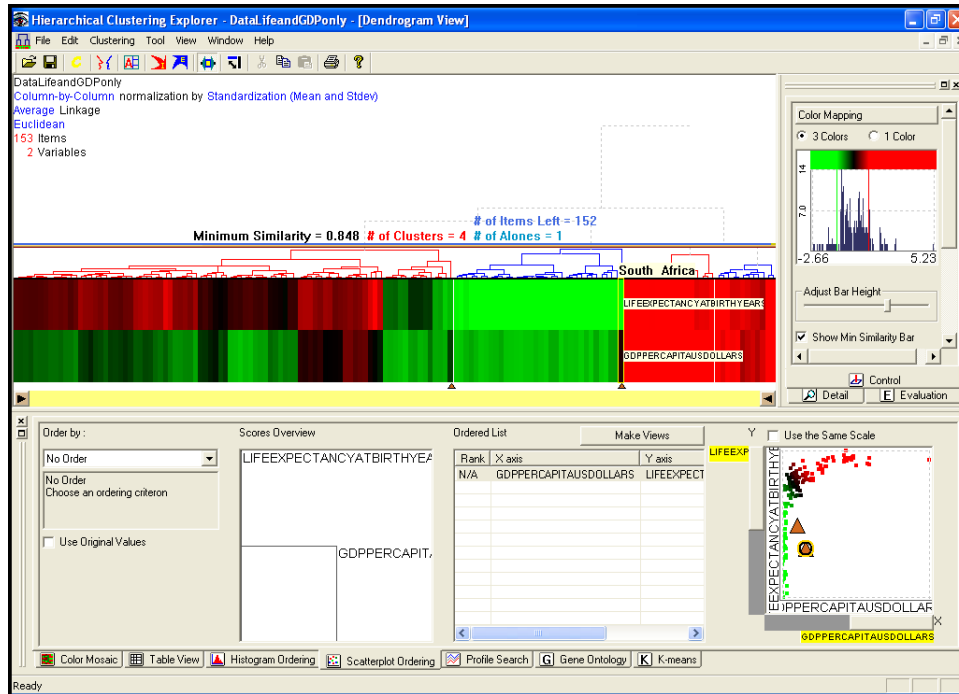 Hierarchical Clustering Explorer - DataLifeandGDPonly - [Dendrogram View]
File Edit Clustering Tool View Window Help
DataLifeandGDPonly
Column-by-Column normalization by Standardization (Mean and Stdev)
Average Linkage
Euclidean
153 Items
2 Variables
# of Items Left = 152
Minimum Similarity = 0.848 # of Clusters = 4 # of Alones = 1
South Africa
LIFEEXPECTANCYATBIRTHYEARS
GDPPERCAPITAUSDOLLARS
Color Mapping
3 Colors 1 Color
14
7.0
-2.66 5.23
Adjust Bar Height
Show Min Similarity Bar
Control
Detail E Evaluation
Order by :
No Order
No Order
Choose an ordering criteron
Use Original Values
Scores Overview
LIFEEXPECTANCYATBIRTHYEA
GDPPERCAPITA
Ordered List Make Views
Rank X axis Y axis
N/A GDPPERCAPITAUSDOLLARS LIFEEXPECT
Y Use the Same Scale
LIFEEXP
EEXPECTANCYATBIRTHYE
DPPERCAPITAUSDOLLAR
X
GDPPERCAPITAUSDOLLARS
Color Mosaic Table View Histogram Ordering Scatterplot Ordering Profile Search G Gene Ontology K K-means
Ready